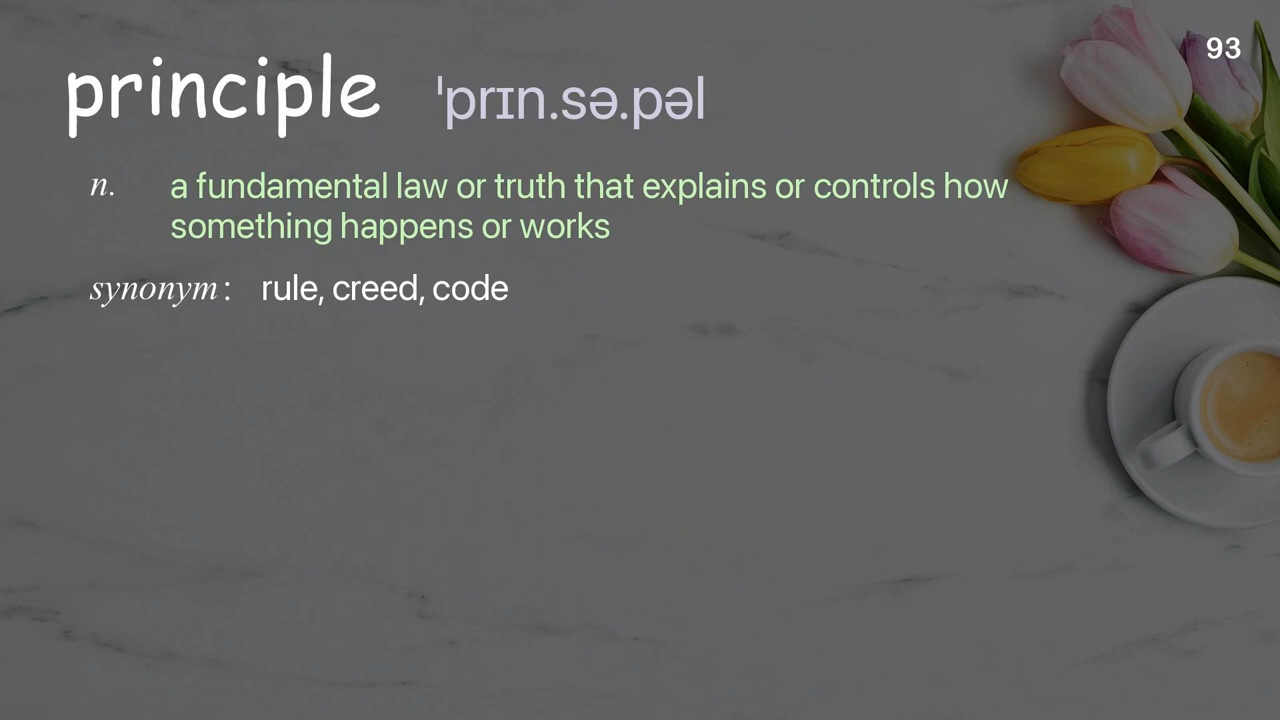 93
principle ˈprɪn.sə.pəl
n. a fundamental law or truth that explains or controls how
something happens or works
synonym: rule, creed, code